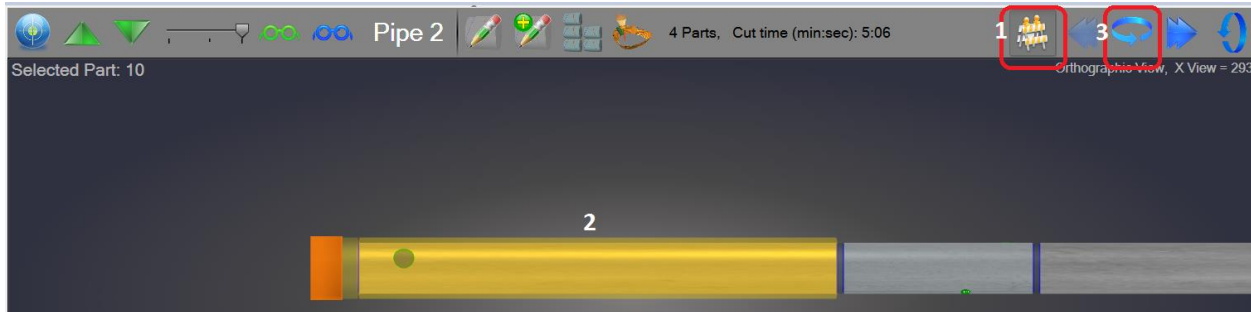 Pipe 2
4 Parts, Cut time (min:sec): 5:06
1
3
Selected Part: 10
Orthographic View, X View = 293
2